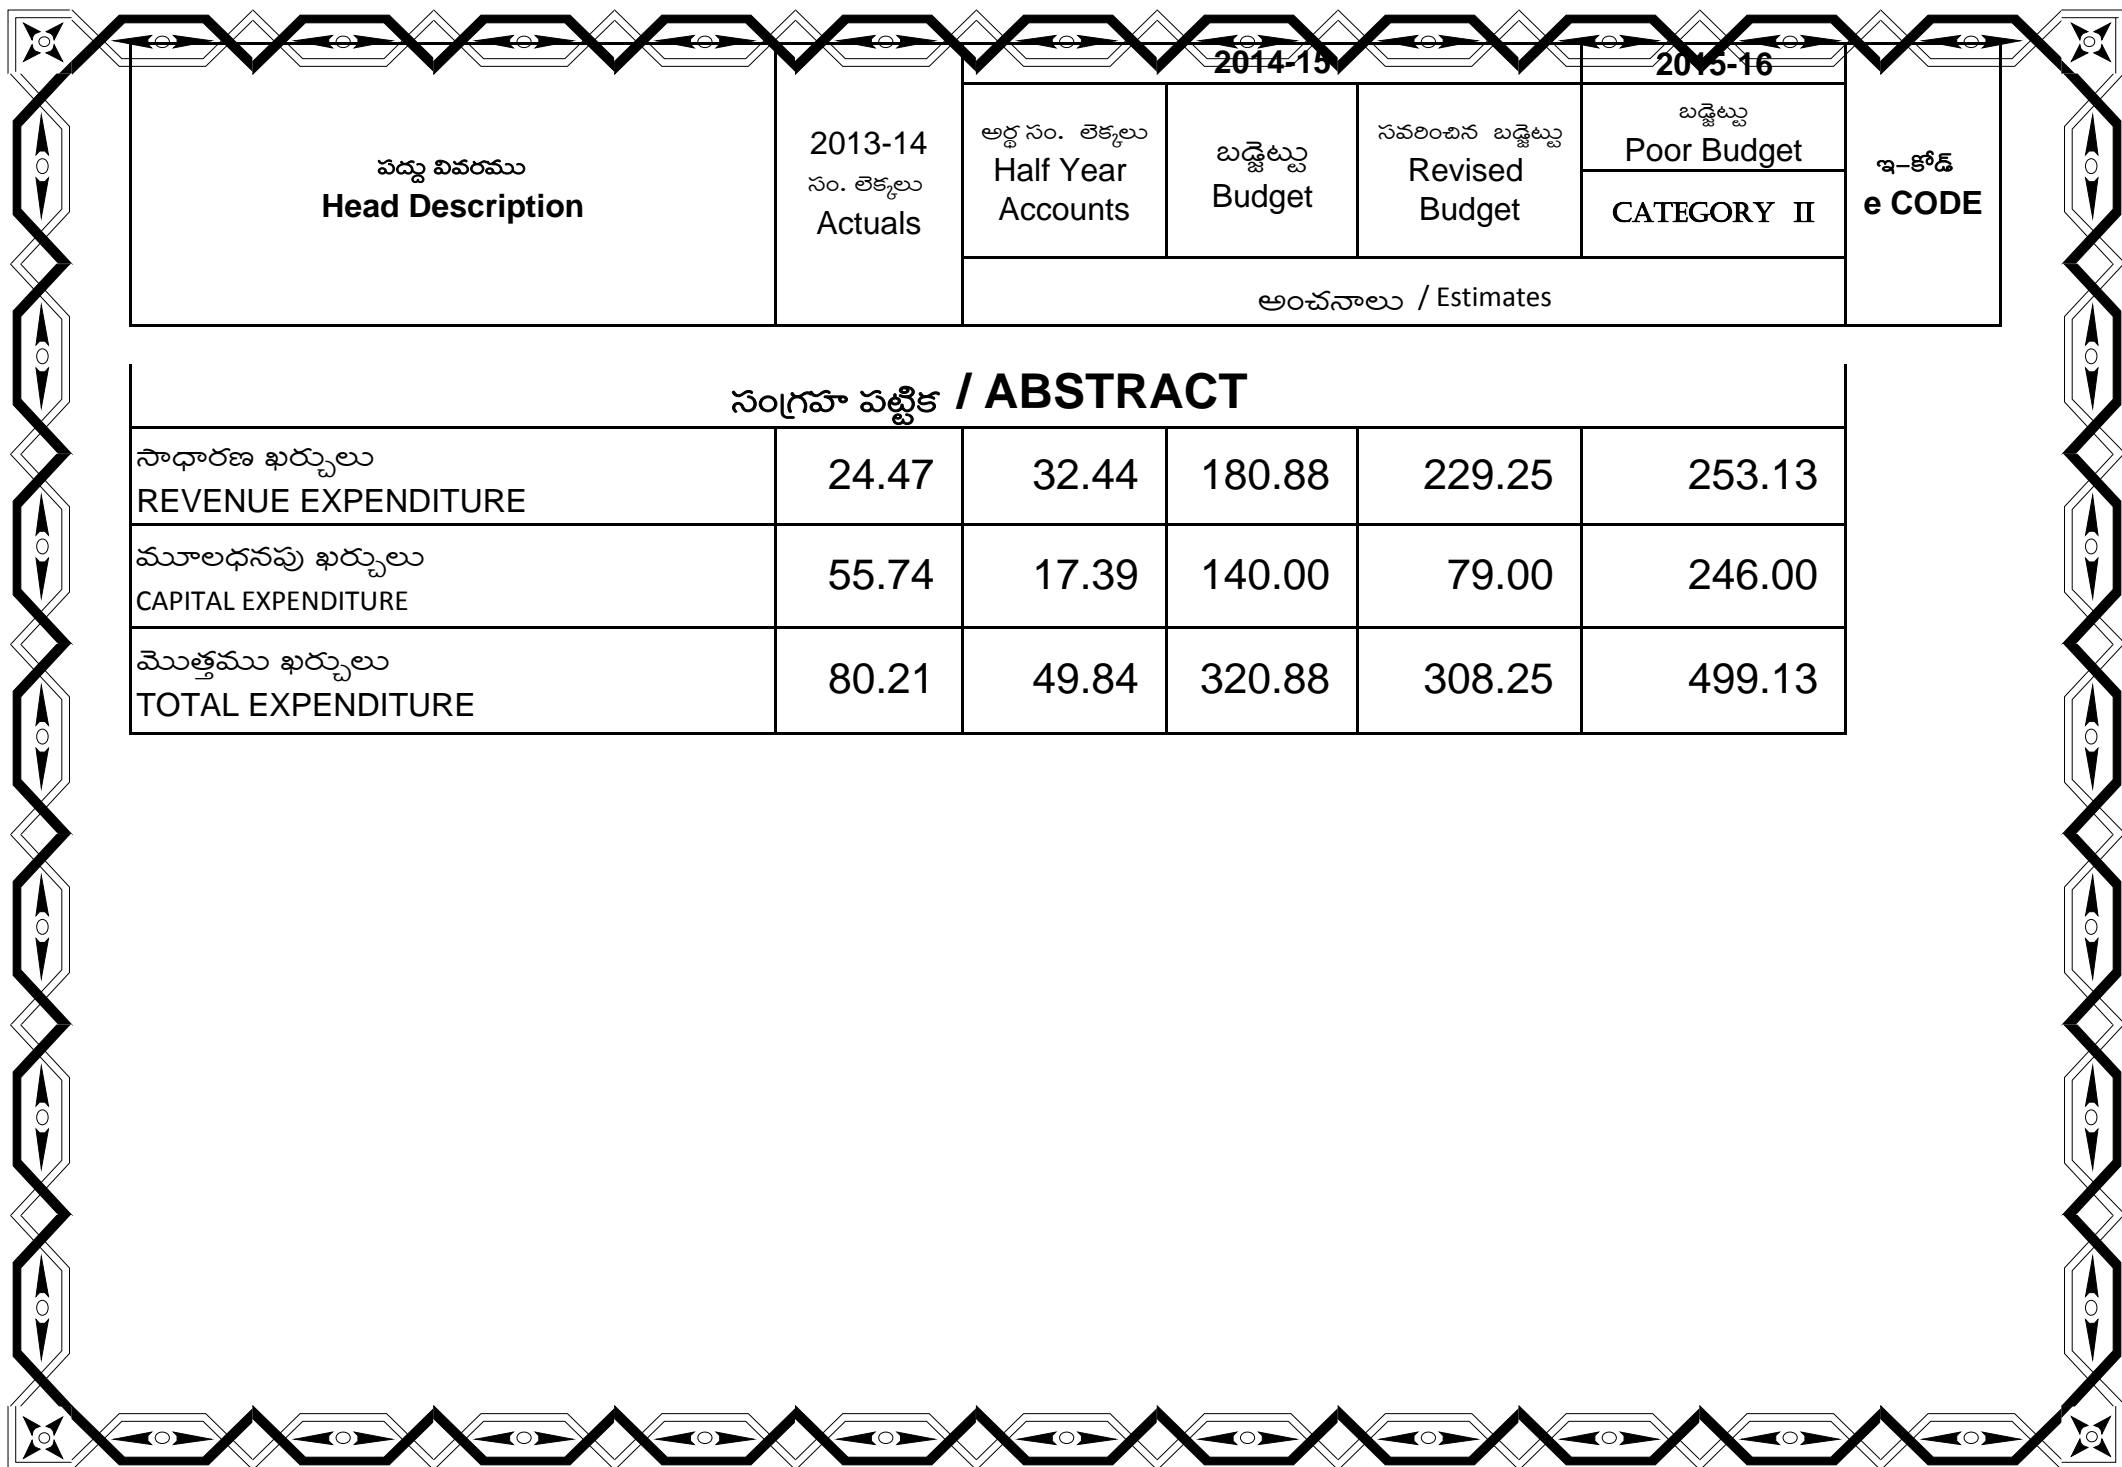 2014-15 2015-16
పద్దు వివరము
Head Description
2013-14
సం. లెక్కలు
Actuals
అర్థ సం. లెక్కలు
Half Year
Accounts
బడ్జెట్టు
Budget
సవరించిన బడ్జెట్టు
Revised
Budget
బడ్జెట్టు
Poor Budget
CATEGORY II
ఇ–కోడ్
e CODE
అంచనాలు / Estimates
సంగ్రహ పట్టిక / ABSTRACT
సాధారణ ఖర్చులు
REVENUE EXPENDITURE
24.47 32.44 180.88 229.25 253.13
మూలధనపు ఖర్చులు
CAPITAL EXPENDITURE
55.74 17.39 140.00 79.00 246.00
మొత్తము ఖర్చులు
TOTAL EXPENDITURE
80.21 49.84 320.88 308.25 499.13